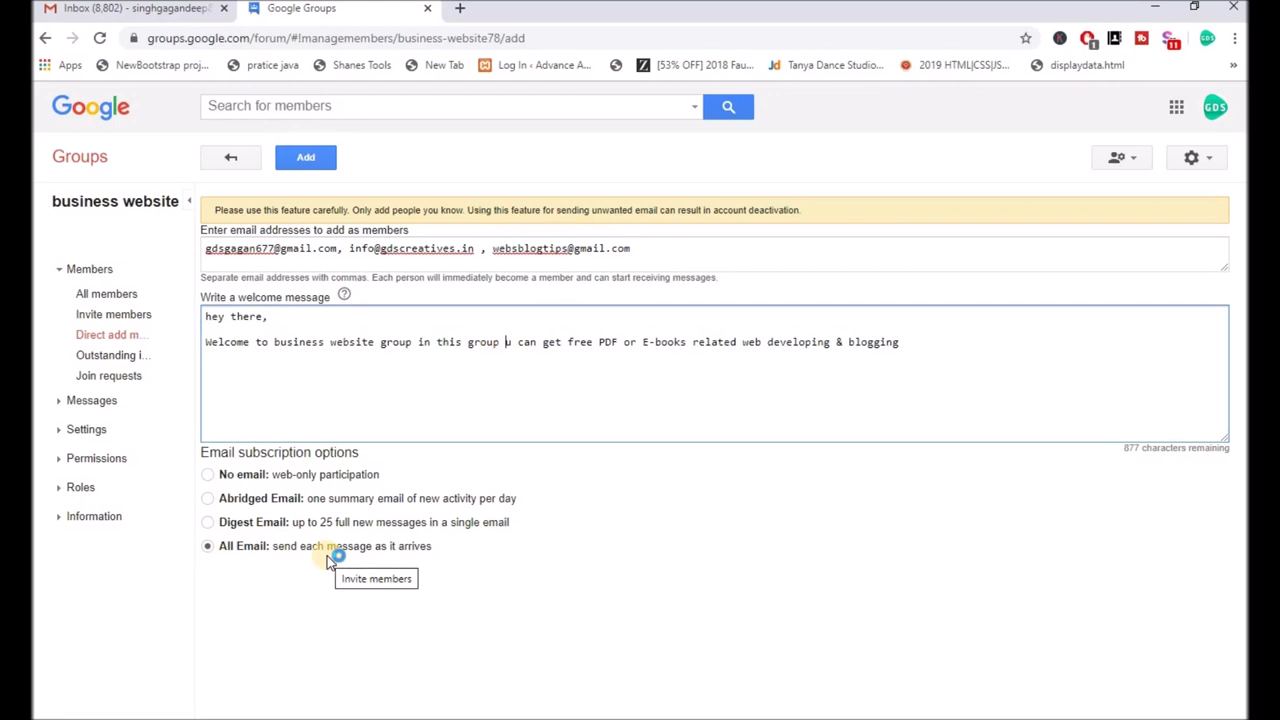 Inbox (8,802) - singhgagandeep8
Google Groups
groups.google.com/forum/#!managemembers/business-website78/add
1
11
GDS
Apps
NewBootstrap proj...
pratice java
Shanes Tools
New Tab
Log In ‹ Advance A...
[53% OFF] 2018 Fau...
Jd
Tanya Dance Studio...
2019 HTML|CSS|JS...
displaydata.html
»
Google
Search for members
GDS
Groups
Add
business website
Please use this feature carefully. Only add people you know. Using this feature for sending unwanted email can result in account deactivation.
Enter email addresses to add as members
gdsgagan677@gmail.com, info@gdscreatives.in , websblogtips@gmail.com
Separate email addresses with commas. Each person will immediately become a member and can start receiving messages.
Write a welcome message ?
hey there,
Welcome to business website group in this group u can get free PDF or E-books related web developing & blogging
877 characters remaining
Members
All members
Invite members
Direct add m...
Outstanding i...
Join requests
Messages
Settings
Permissions
Roles
Information
Email subscription options
No email: web-only participation
Abridged Email: one summary email of new activity per day
Digest Email: up to 25 full new messages in a single email
All Email: send each message as it arrives
Invite members